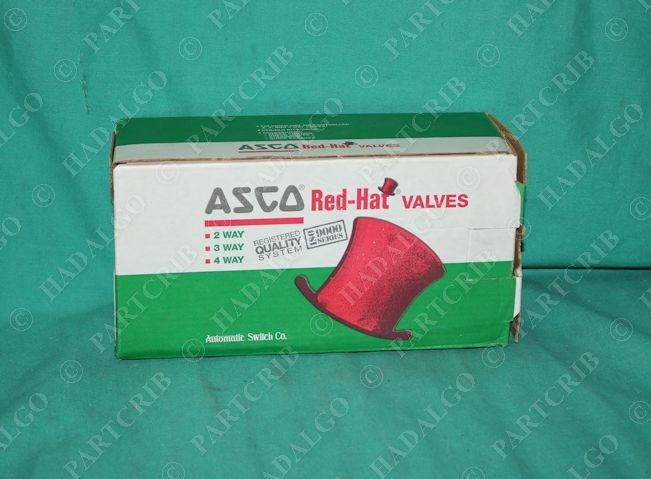 ASCO Red-Hat VALVES
ASCO® Red-Hat® VALVES
2 WAY
3 WAY
4 WAY
REGISTERED
QUALITY
SYSTEM
ISO 9000
SERIES
Automatic Switch Co.
© PARTCRIB
© HADALGO